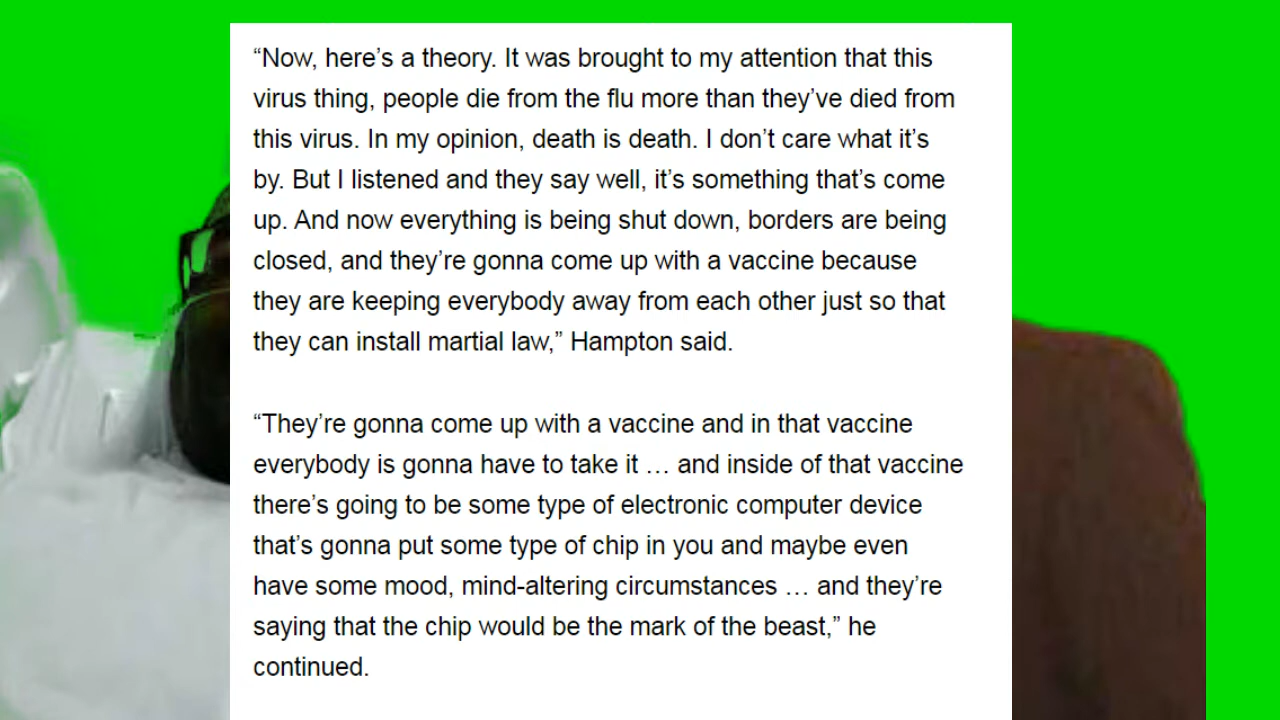 “Now, here’s a theory. It was brought to my attention that this
virus thing, people die from the flu more than they’ve died from
this virus. In my opinion, death is death. I don’t care what it’s
by. But I listened and they say well, it’s something that’s come
up. And now everything is being shut down, borders are being
closed, and they’re gonna come up with a vaccine because
they are keeping everybody away from each other just so that
they can install martial law,” Hampton said.
“They’re gonna come up with a vaccine and in that vaccine
everybody is gonna have to take it … and inside of that vaccine
there’s going to be some type of electronic computer device
that’s gonna put some type of chip in you and maybe even
have some mood, mind-altering circumstances … and they’re
saying that the chip would be the mark of the beast,” he
continued.